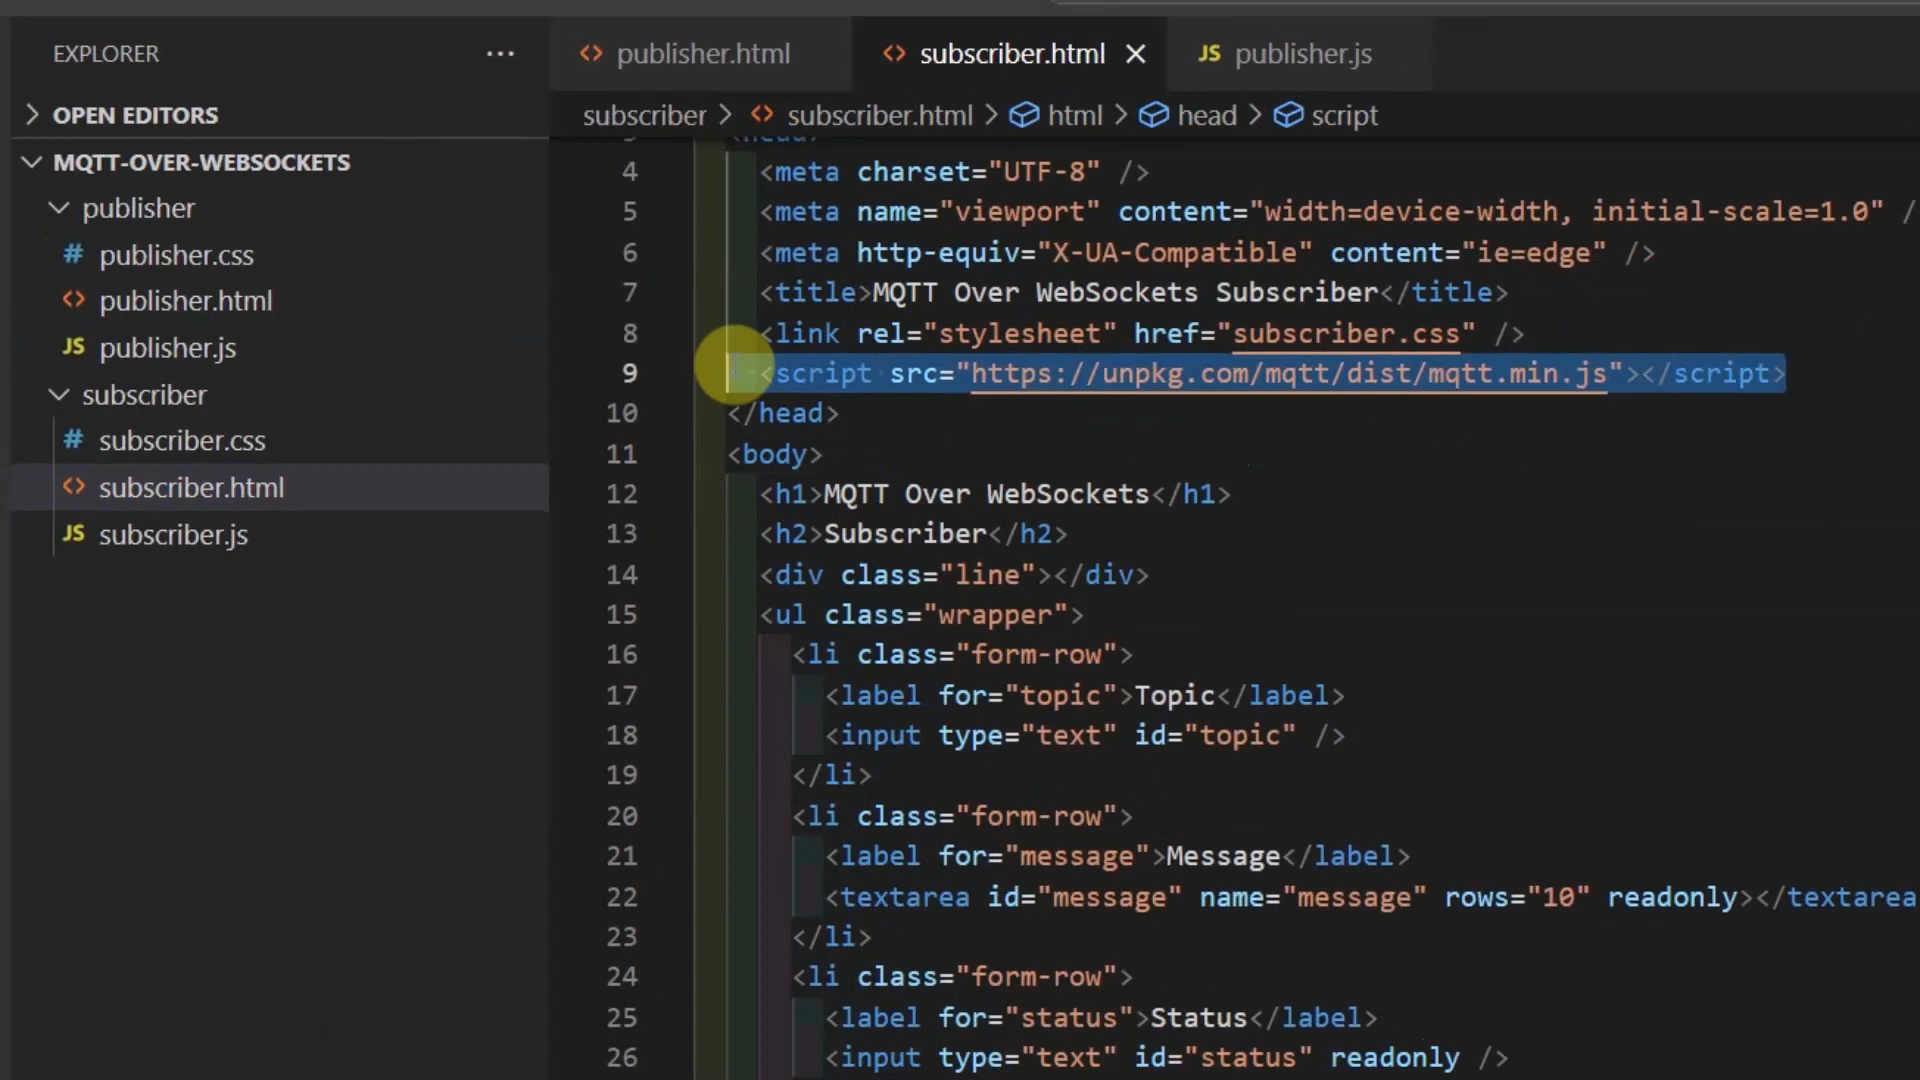 EXPLORER
OPEN EDITORS
MQTT-OVER-WEBSOCKETS
publisher
# publisher.css
<> publisher.html
JS publisher.js
subscriber
# subscriber.css
<> subscriber.html
JS subscriber.js
<> publisher.html
<> subscriber.html ×
JS publisher.js
subscriber > <> subscriber.html > html > head > script
4 <meta charset="UTF-8" />
5 <meta name="viewport" content="width=device-width, initial-scale=1.0" /
6 <meta http-equiv="X-UA-Compatible" content="ie=edge" />
7 <title>MQTT Over WebSockets Subscriber</title>
8 <link rel="stylesheet" href="subscriber.css" />
9 <script src="https://unpkg.com/mqtt/dist/mqtt.min.js"></script>
10 </head>
11 <body>
12 <h1>MQTT Over WebSockets</h1>
13 <h2>Subscriber</h2>
14 <div class="line"></div>
15 <ul class="wrapper">
16 <li class="form-row">
17 <label for="topic">Topic</label>
18 <input type="text" id="topic" />
19 </li>
20 <li class="form-row">
21 <label for="message">Message</label>
22 <textarea id="message" name="message" rows="10" readonly></textarea
23 </li>
24 <li class="form-row">
25 <label for="status">Status</label>
26 <input type="text" id="status" readonly />